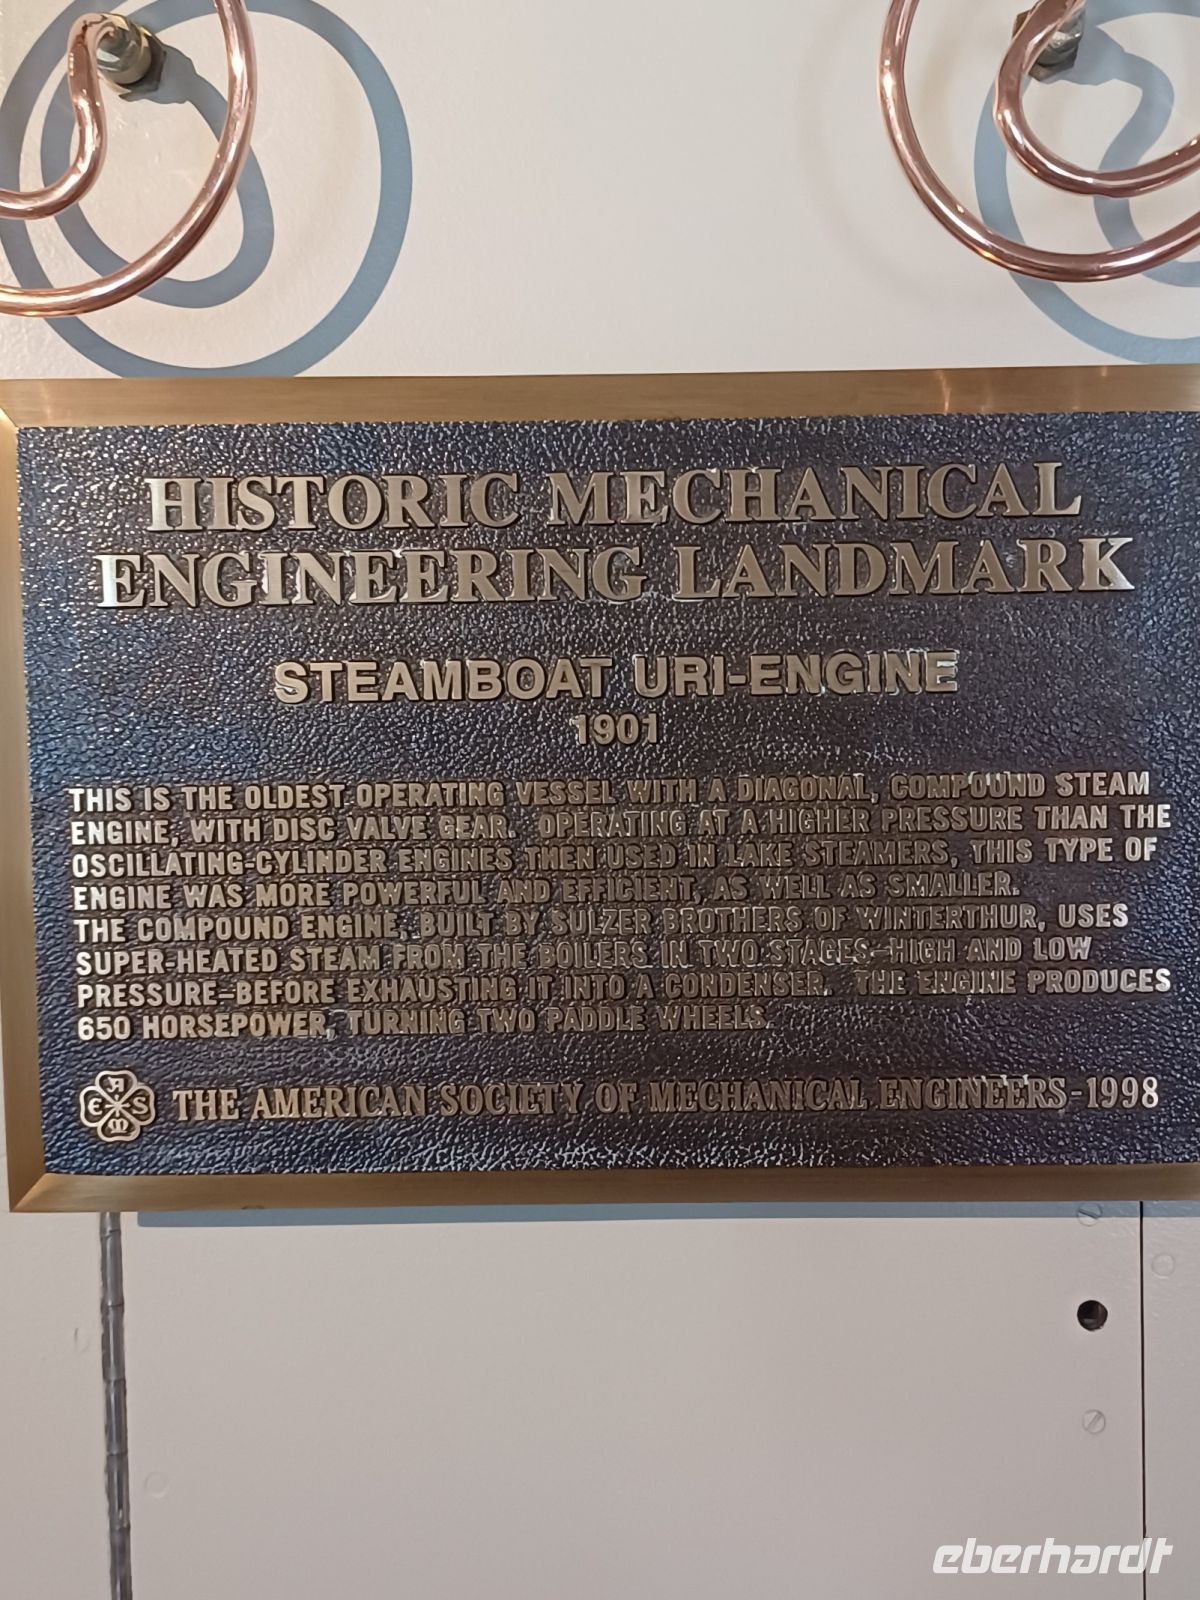 HISTORIC MECHANICAL
ENGINEERING LANDMARK
STEAMBOAT URI-ENGINE
1901
THIS IS THE OLDEST OPERATING VESSEL WITH A DIAGONAL, COMPOUND STEAM
ENGINE, WITH DISC VALVE GEAR. OPERATING AT A HIGHER PRESSURE THAN THE
OSCILLATING-CYLINDER ENGINES THEN USED IN LAKE STEAMERS, THIS TYPE OF
ENGINE WAS MORE POWERFUL AND EFFICIENT, AS WELL AS SMALLER.
THE COMPOUND ENGINE, BUILT BY SULZER BROTHERS OF WINTERTHUR, USES
SUPER-HEATED STEAM FROM THE BOILERS IN TWO STAGES–HIGH AND LOW
PRESSURE–BEFORE EXHAUSTING IT INTO A CONDENSER. THE ENGINE PRODUCES
650 HORSEPOWER, TURNING TWO PADDLE WHEELS.
A S M E THE AMERICAN SOCIETY OF MECHANICAL ENGINEERS-1998
eberhardt